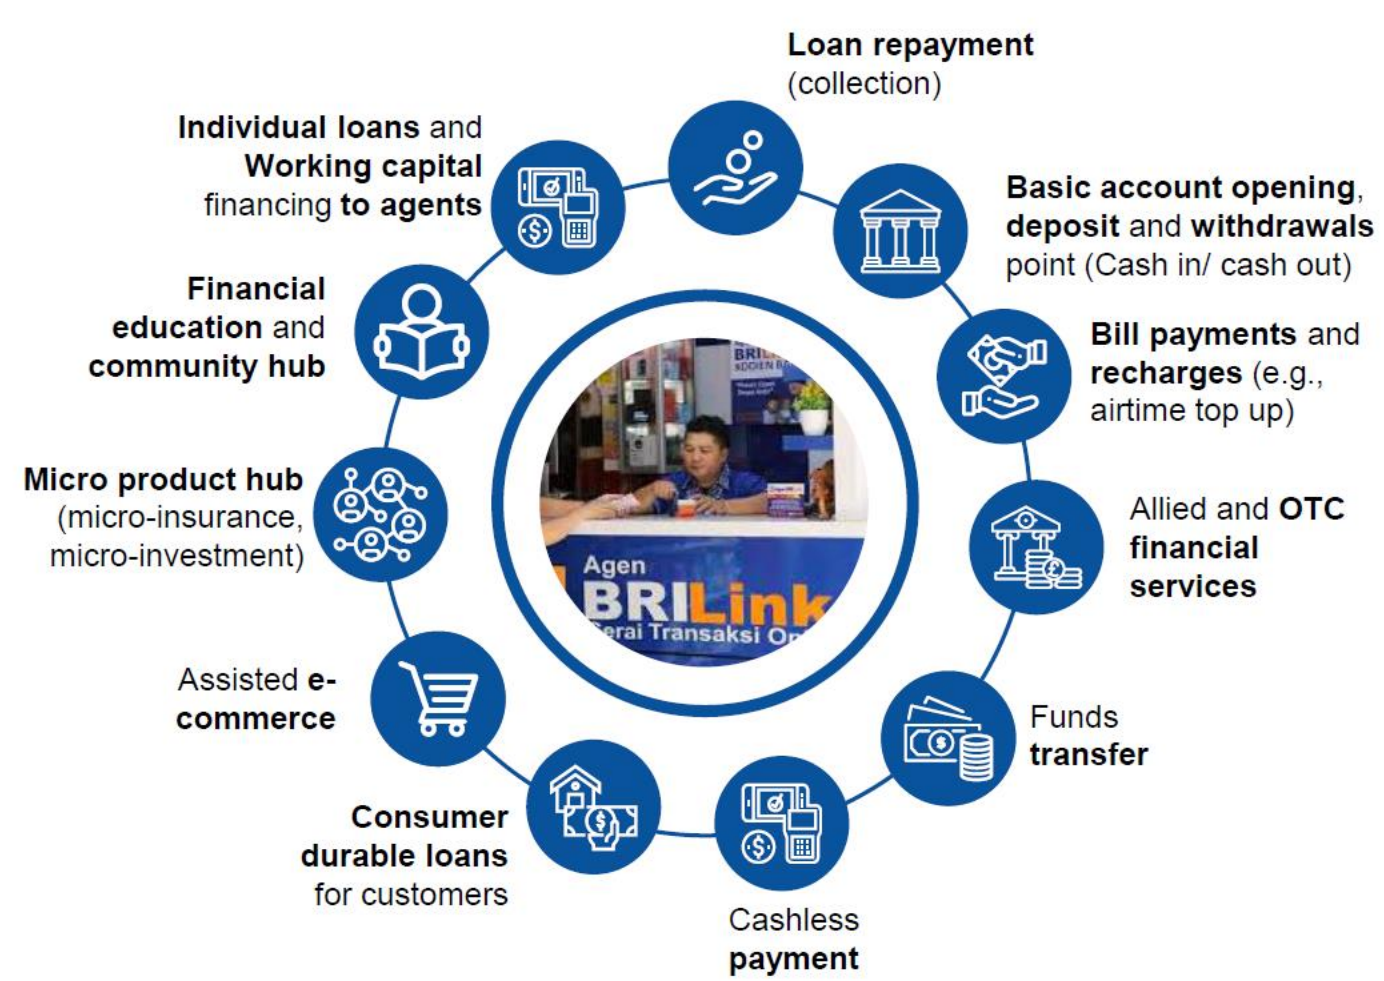 Loan repayment
(collection)
Basic account opening,
deposit and withdrawals
point (Cash in/ cash out)
Bill payments and
recharges (e.g.,
airtime top up)
Allied and OTC
financial
services
Funds
transfer
Cashless
payment
Consumer
durable loans
for customers
Assisted e-
commerce
Micro product hub
(micro-insurance,
micro-investment)
Financial
education and
community hub
Individual loans and
Working capital
financing to agents
Agen
BRILink
Transaksi